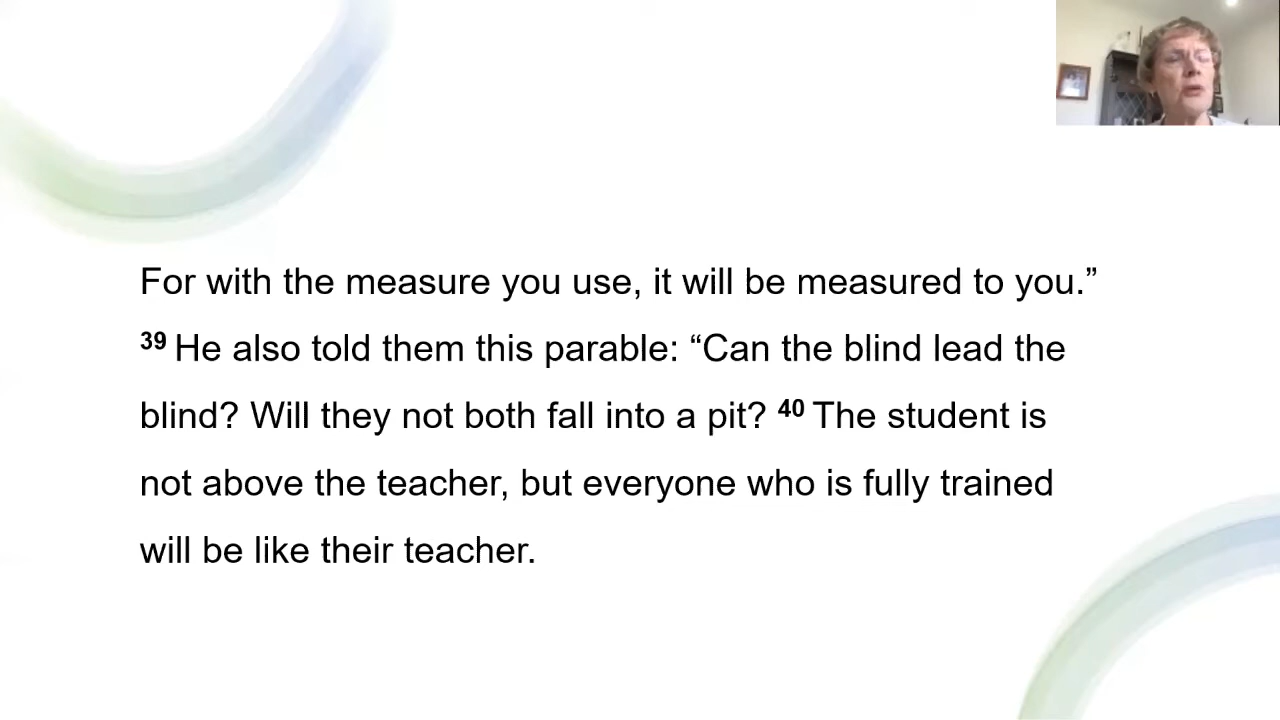 For with the measure you use, it will be measured to you.”
39 He also told them this parable: “Can the blind lead the
blind? Will they not both fall into a pit? 40 The student is
not above the teacher, but everyone who is fully trained
will be like their teacher.